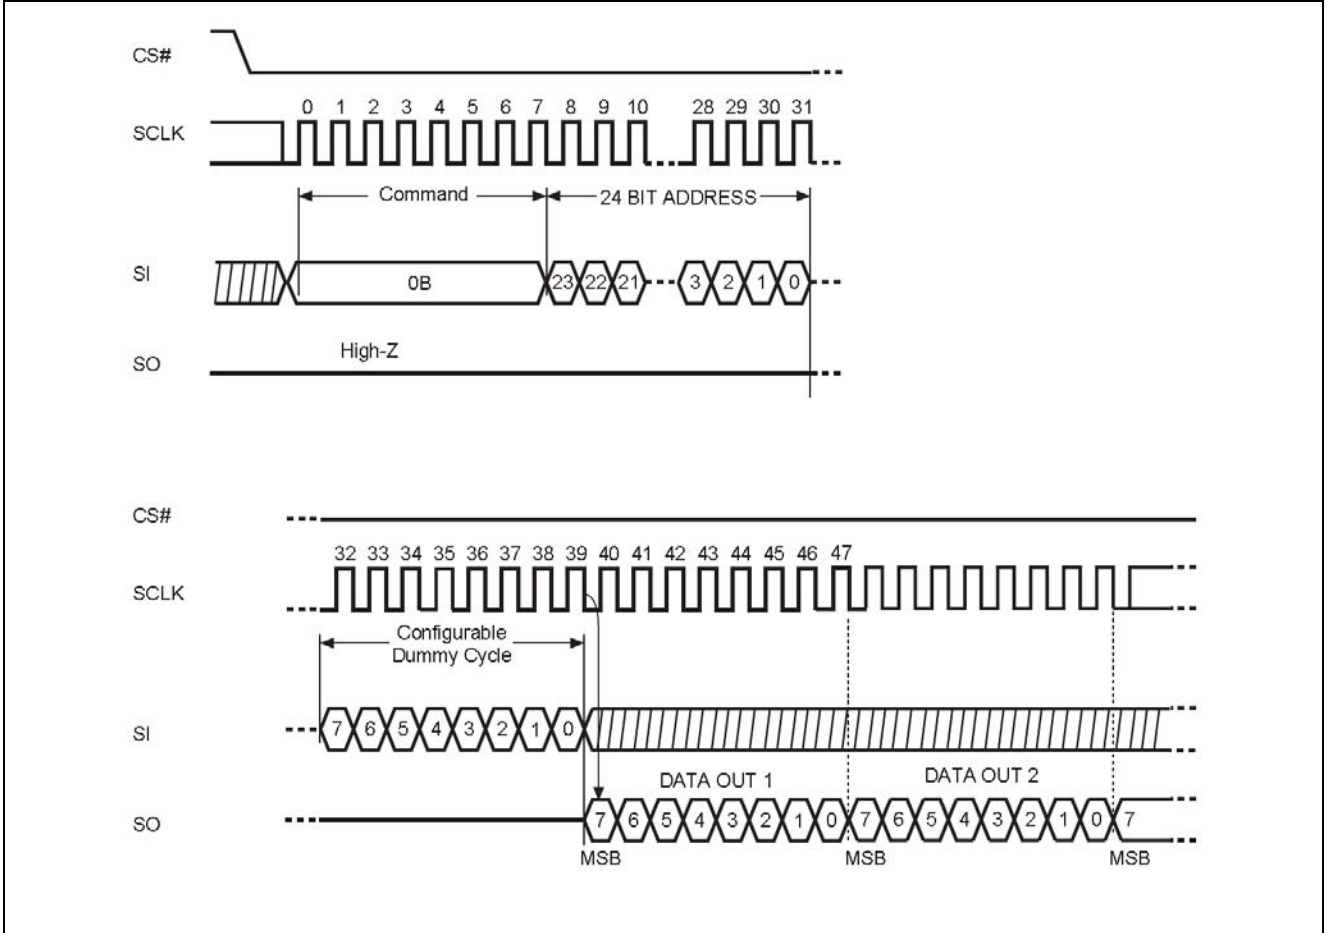 CS#
SCLK
0 1 2 3 4 5 6 7 8 9 10 28 29 30 31
Command
24 BIT ADDRESS
SI
0B
23 22 21 3 2 1 0
SO
High-Z
CS#
SCLK
32 33 34 35 36 37 38 39 40 41 42 43 44 45 46 47
Configurable
Dummy Cycle
SI
7 6 5 4 3 2 1 0
DATA OUT 1
DATA OUT 2
SO
7 6 5 4 3 2 1 0 7 6 5 4 3 2 1 0 7
MSB
MSB
MSB